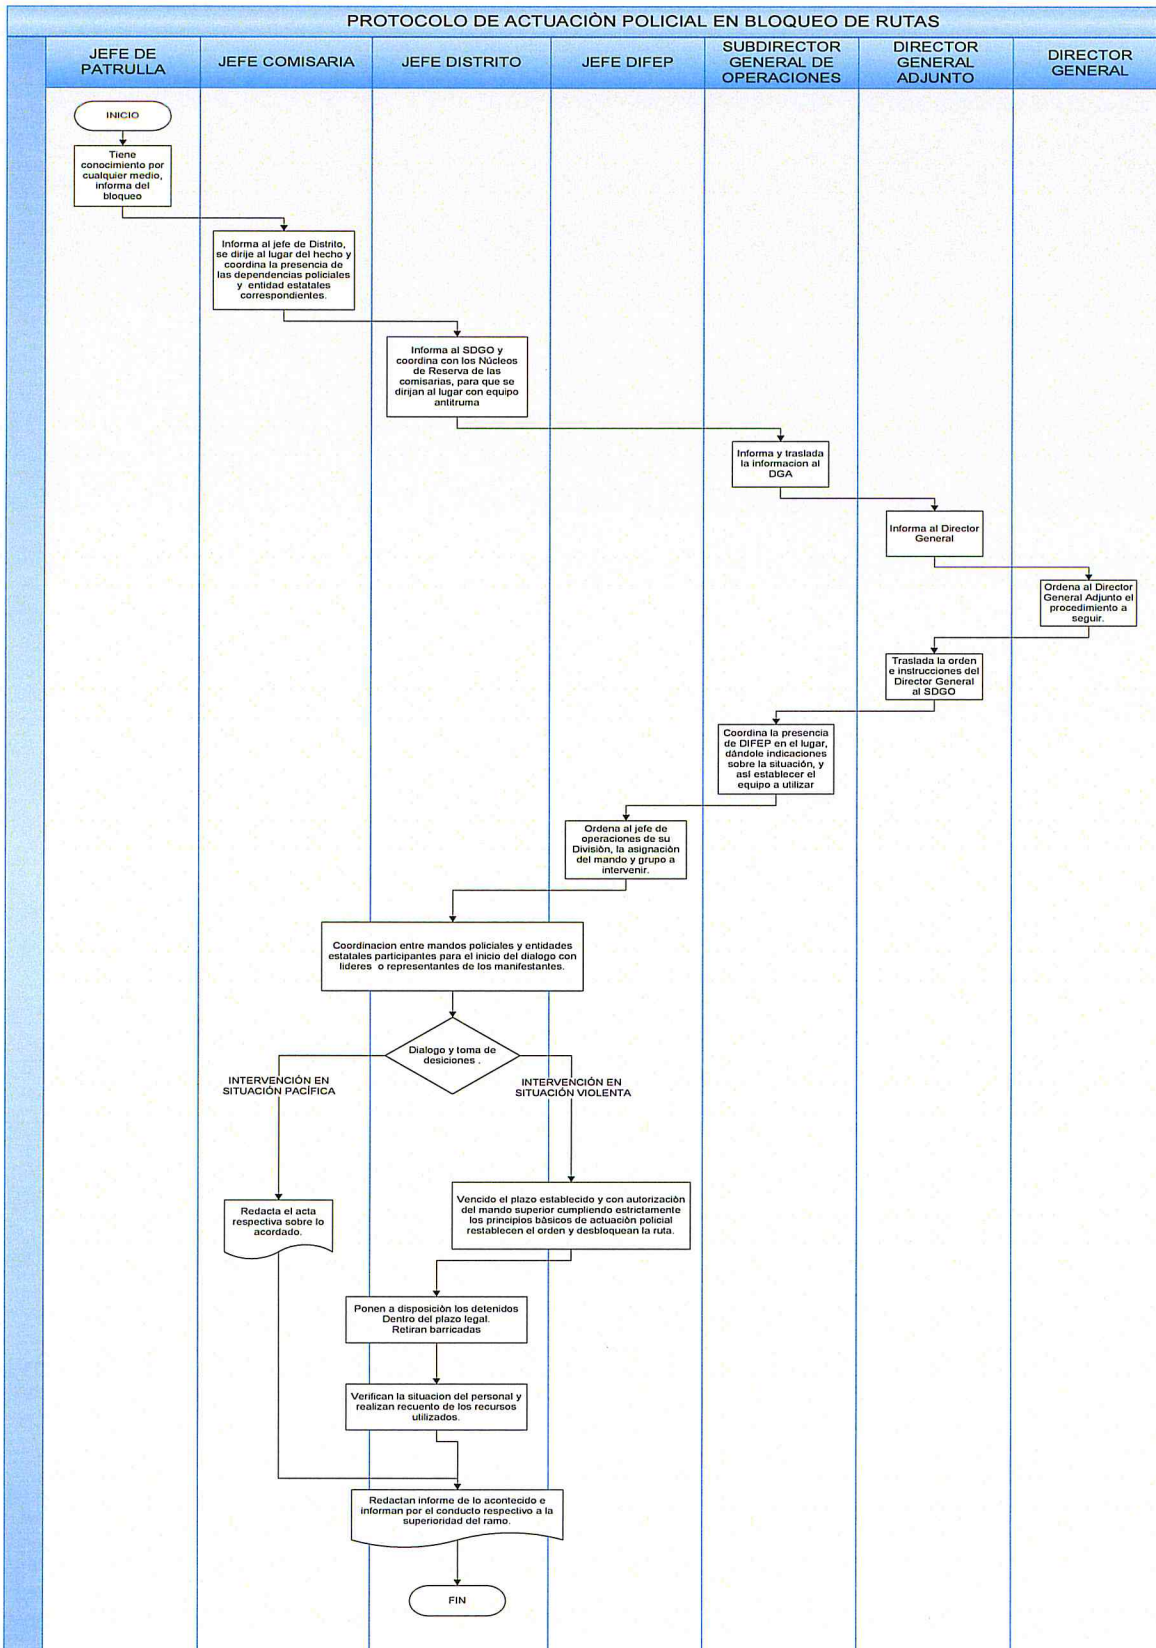 PROTOCOLO DE ACTUACIÒN POLICIAL EN BLOQUEO DE RUTAS
JEFE DE
PATRULLA
JEFE COMISARIA
JEFE DISTRITO
JEFE DIFEP
SUBDIRECTOR
GENERAL DE
OPERACIONES
DIRECTOR
GENERAL
ADJUNTO
DIRECTOR
GENERAL
INICIO
Tiene
conocimiento por
cualquier medio,
informa del
bloqueo
Informa al jefe de Distrito,
se dirije al lugar del hecho y
coordina la presencia de
las dependencias policiales
y entidad estatales
correspondientes.
Informa al SDGO y
coordina con los Núcleos
de Reserva de las
comisarias, para que se
dirijan al lugar con equipo
antitruma
Informa y traslada
la informacion al
DGA
Informa al Director
General
Ordena al Director
General Adjunto el
procedimiento a
seguir.
Traslada la orden
e instrucciones del
Director General
al SDGO
Coordina la presencia
de DIFEP en el lugar,
dándole indicaciones
sobre la situación, y
así establecer el
equipo a utilizar
Ordena al jefe de
operaciones de su
Divisiòn, la asignaciòn
del mando y grupo a
intervenir.
Coordinacion entre mandos policiales y entidades
estatales participantes para el inicio del dialogo con
lideres o representantes de los manifestantes.
Dialogo y toma de
desiciones .
INTERVENCIÓN EN
SITUACIÓN PACÍFICA
INTERVENCIÓN EN
SITUACIÓN VIOLENTA
Redacta el acta
respectiva sobre lo
acordado.
Vencido el plazo establecido y con autorizaciòn
del mando superior cumpliendo estrictamente
los principios bàsicos de actuaciòn policial
restablecen el orden y desbloquean la ruta.
Ponen a disposiciòn los detenidos
Dentro del plazo legal.
Retiran barricadas
Verifican la situacion del personal y
realizan recuento de los recursos
utilizados.
Redactan informe de lo acontecido e
informan por el conducto respectivo a la
superioridad del ramo.
FIN